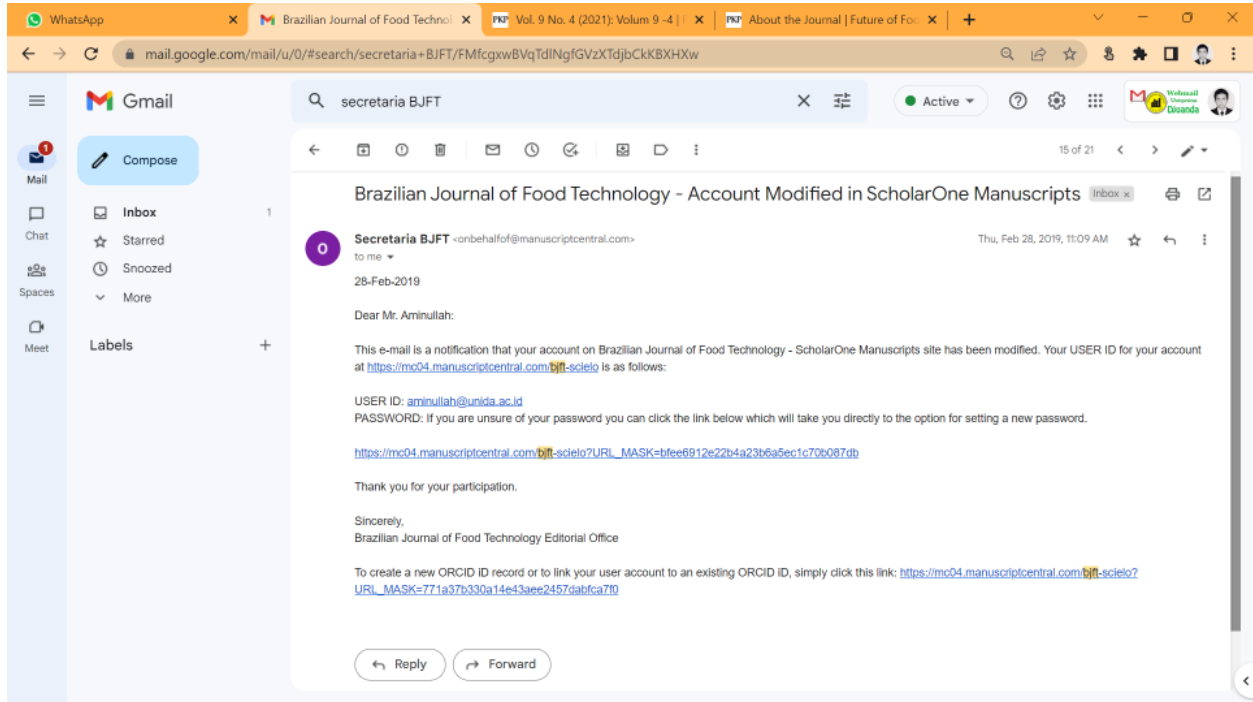 WhatsApp
Brazilian Journal of Food Technol
PKP Vol. 9 No. 4 (2021): Volum 9 -4 |
PKP About the Journal | Future of Foo
mail.google.com/mail/u/0/#search/secretaria+BJFT/FMfcgxwBVqTdlNgfGVzXTdjbCkKBXHXw
Gmail
secretaria BJFT
Active
Webmail
Djuanda
1
Mail
Compose
15 of 21
Chat
Spaces
Meet
Inbox 1
Starred
Snoozed
More
Labels
Brazilian Journal of Food Technology - Account Modified in ScholarOne Manuscripts Inbox x
O
Secretaria BJFT <onbehalfof@manuscriptcentral.com> Thu, Feb 28, 2019, 11:09 AM
to me
28-Feb-2019
Dear Mr. Aminullah:
This e-mail is a notification that your account on Brazilian Journal of Food Technology - ScholarOne Manuscripts site has been modified. Your USER ID for your account
at https://mc04.manuscriptcentral.com/bjft-scielo is as follows:
USER ID: aminullah@unida.ac.id
PASSWORD: If you are unsure of your password you can click the link below which will take you directly to the option for setting a new password.
https://mc04.manuscriptcentral.com/bjft-scielo?URL_MASK=bfee6912e22b4a23b6a5ec1c70b087db
Thank you for your participation.
Sincerely,
Brazilian Journal of Food Technology Editorial Office
To create a new ORCID iD record or to link your user account to an existing ORCID iD, simply click this link: https://mc04.manuscriptcentral.com/bjft-scielo?
URL_MASK=771a37b330a14e43aee2457dabfca7f0
Reply
Forward